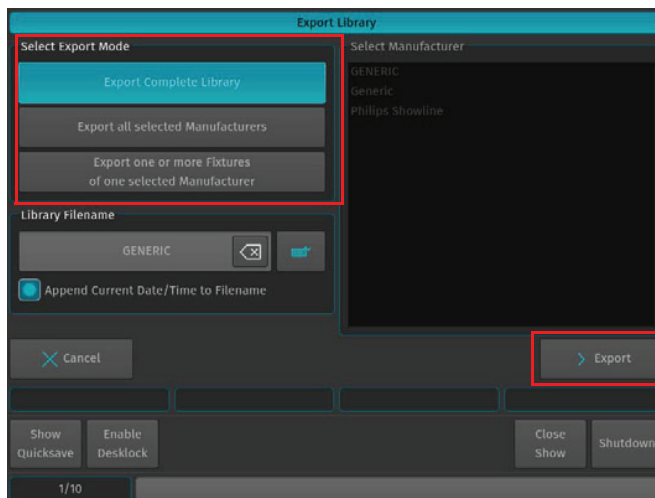 Export Library
Select Export Mode
Export Complete Library
Export all selected Manufacturers
Export one or more Fixtures
of one selected Manufacturer
Library Filename
GENERIC
Append Current Date/Time to Filename
Select Manufacturer
GENERIC
Generic
Philips Showline
Cancel
Export
Show
Quicksave
Enable
Desklock
Close
Show
Shutdown
1/10